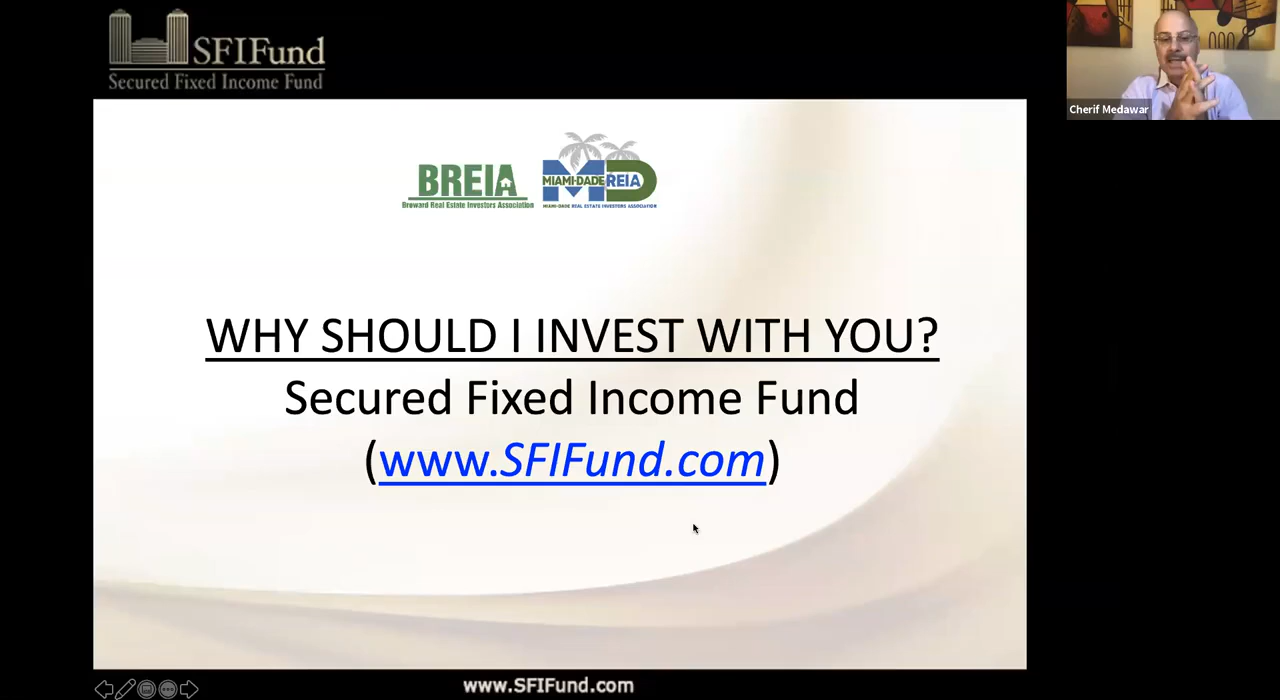 SFIFund
Secured Fixed Income Fund
Cherif Medawar
BREIA
Broward Real Estate Investors Association
MD
MIAMI-DADE REIA
MIAMI-DADE REAL ESTATE INVESTORS ASSOCIATION
WHY SHOULD I INVEST WITH YOU?
Secured Fixed Income Fund
(www.SFIFund.com)
www.SFIFund.com